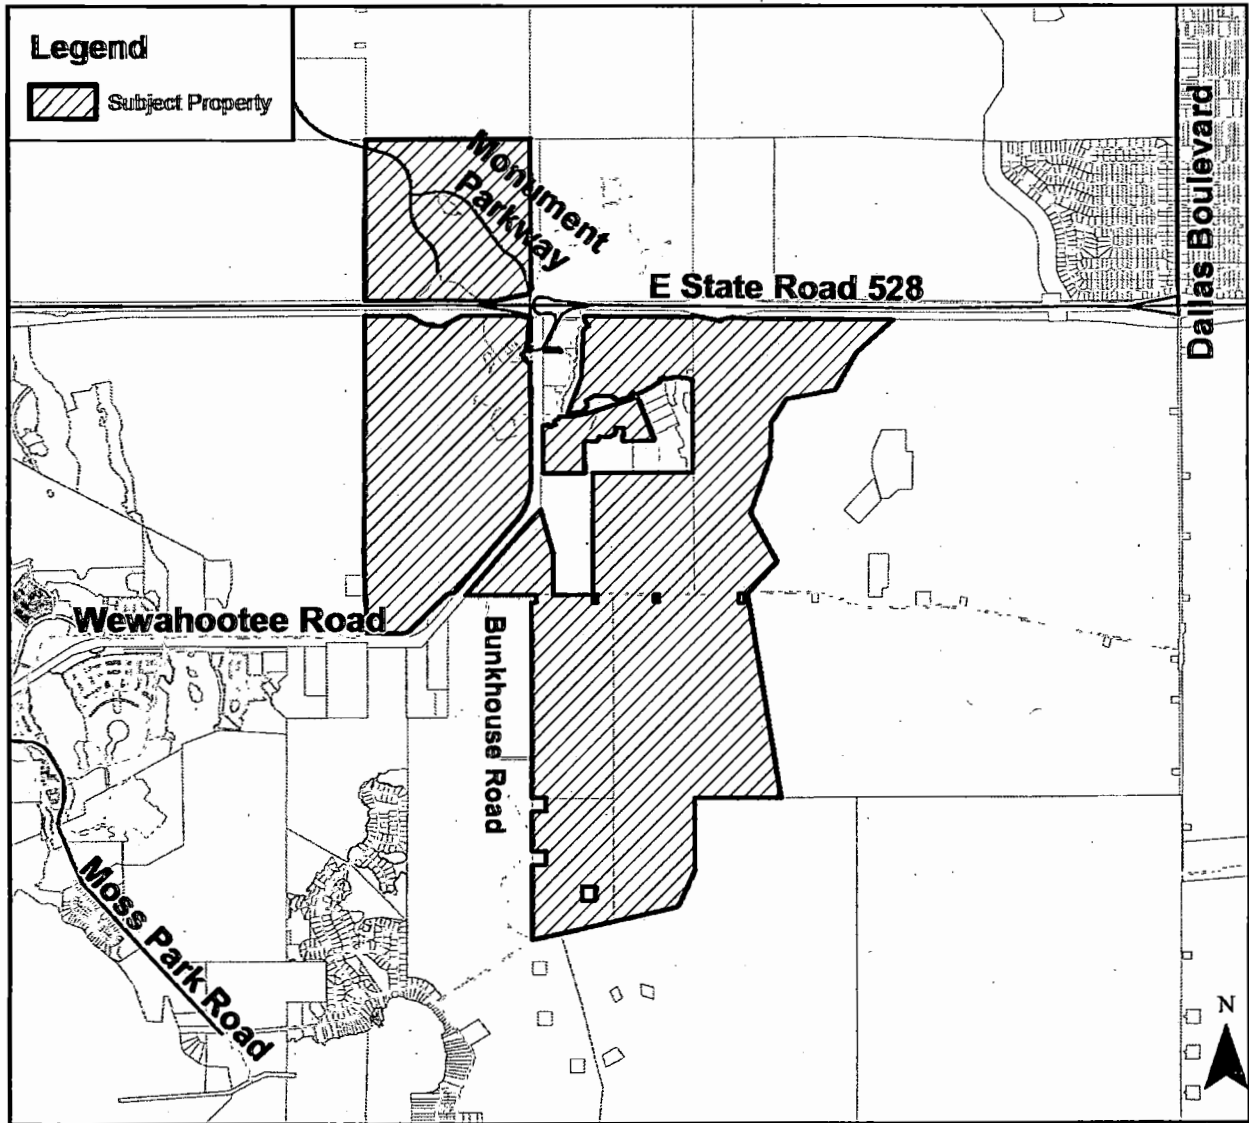 Legend
Subject Property
Monument
Parkway
E State Road 528
Dallas Boulevard
Wewahootee Road
Bunkhouse Road
Moss Park Road
N